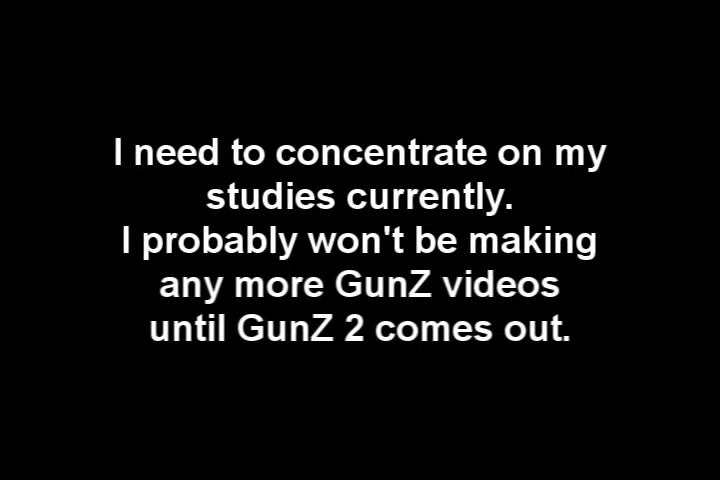 I need to concentrate on my
studies currently.
I probably won't be making
any more GunZ videos
until GunZ 2 comes out.